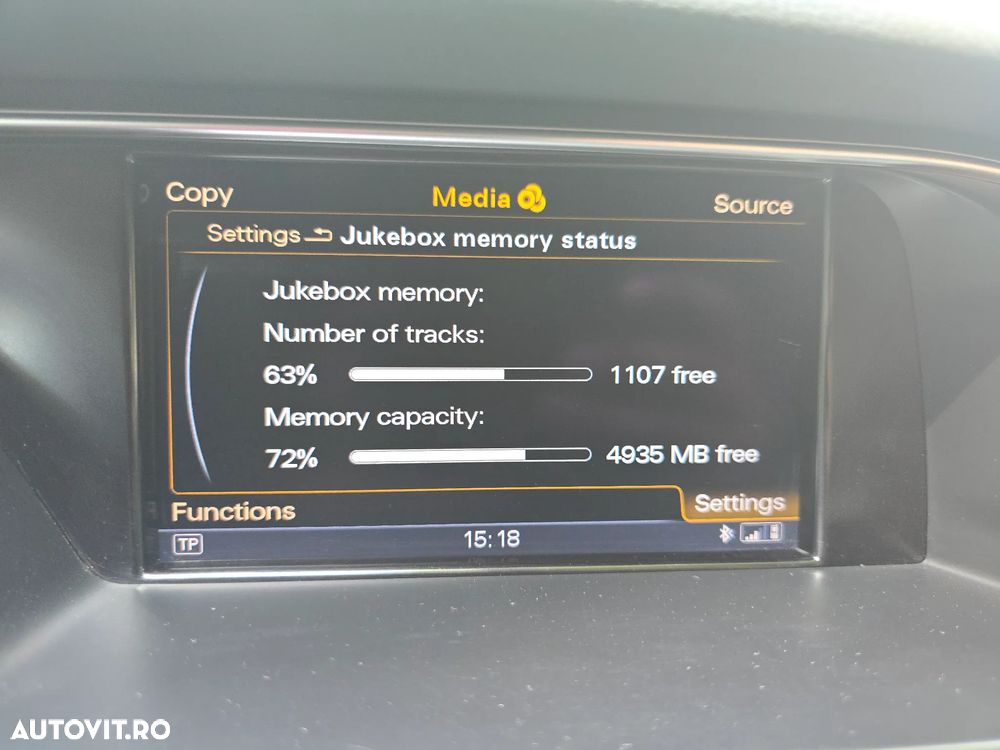 Copy Media Source
Settings Jukebox memory status
Jukebox memory:
Number of tracks:
63% 1107 free
Memory capacity:
72% 4935 MB free
Functions Settings
TP 15:18
AUTOVIT.RO